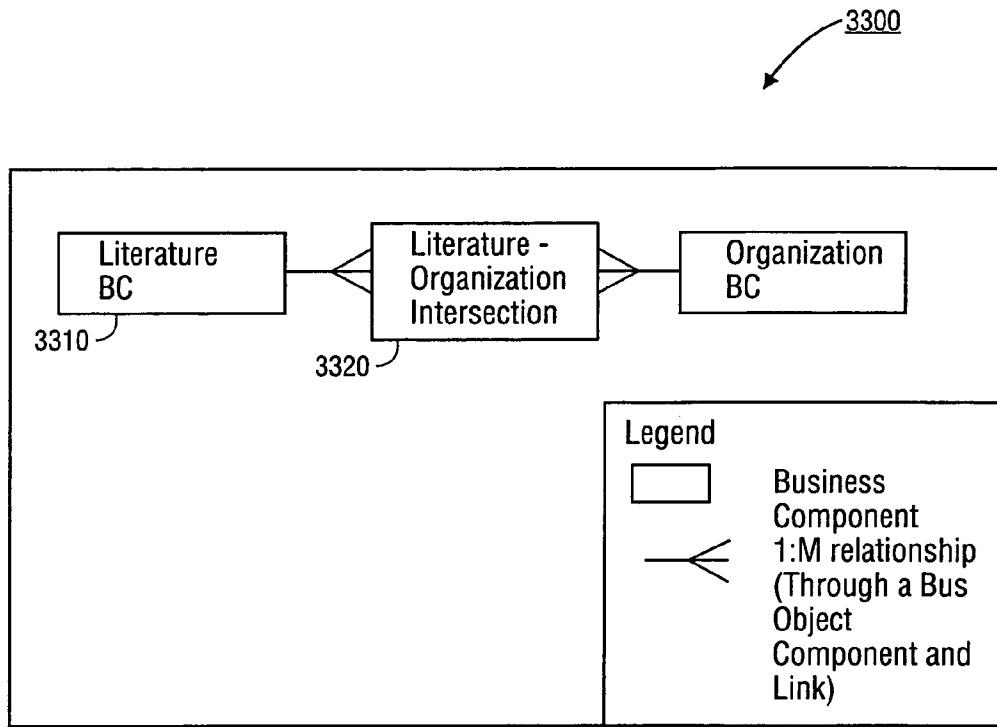 3300
Literature
BC
3310
Literature -
Organization
Intersection
3320
Organization
BC
Legend
Business
Component
1:M relationship
(Through a Bus
Object
Component and
Link)